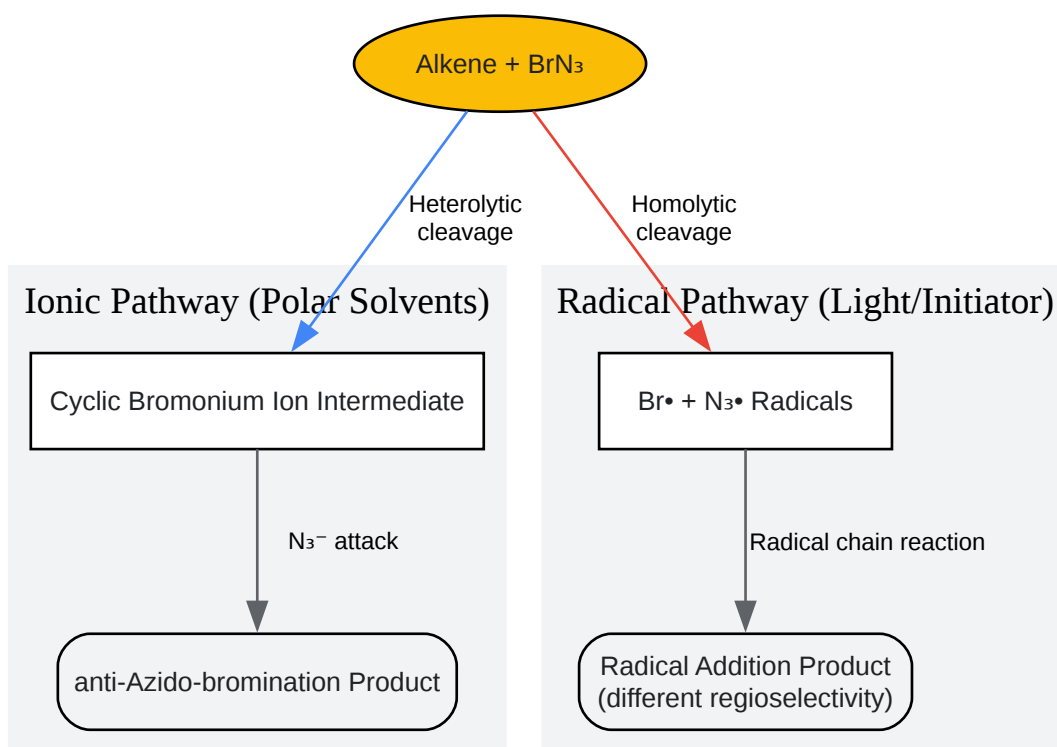 Alkene + BrN₃
Heterolytic
cleavage
Homolytic
cleavage
Ionic Pathway (Polar Solvents)
Cyclic Bromonium Ion Intermediate
N₃⁻ attack
anti-Azido-bromination Product
Radical Pathway (Light/Initiator)
Br• + N₃• Radicals
Radical chain reaction
Radical Addition Product
(different regioselectivity)